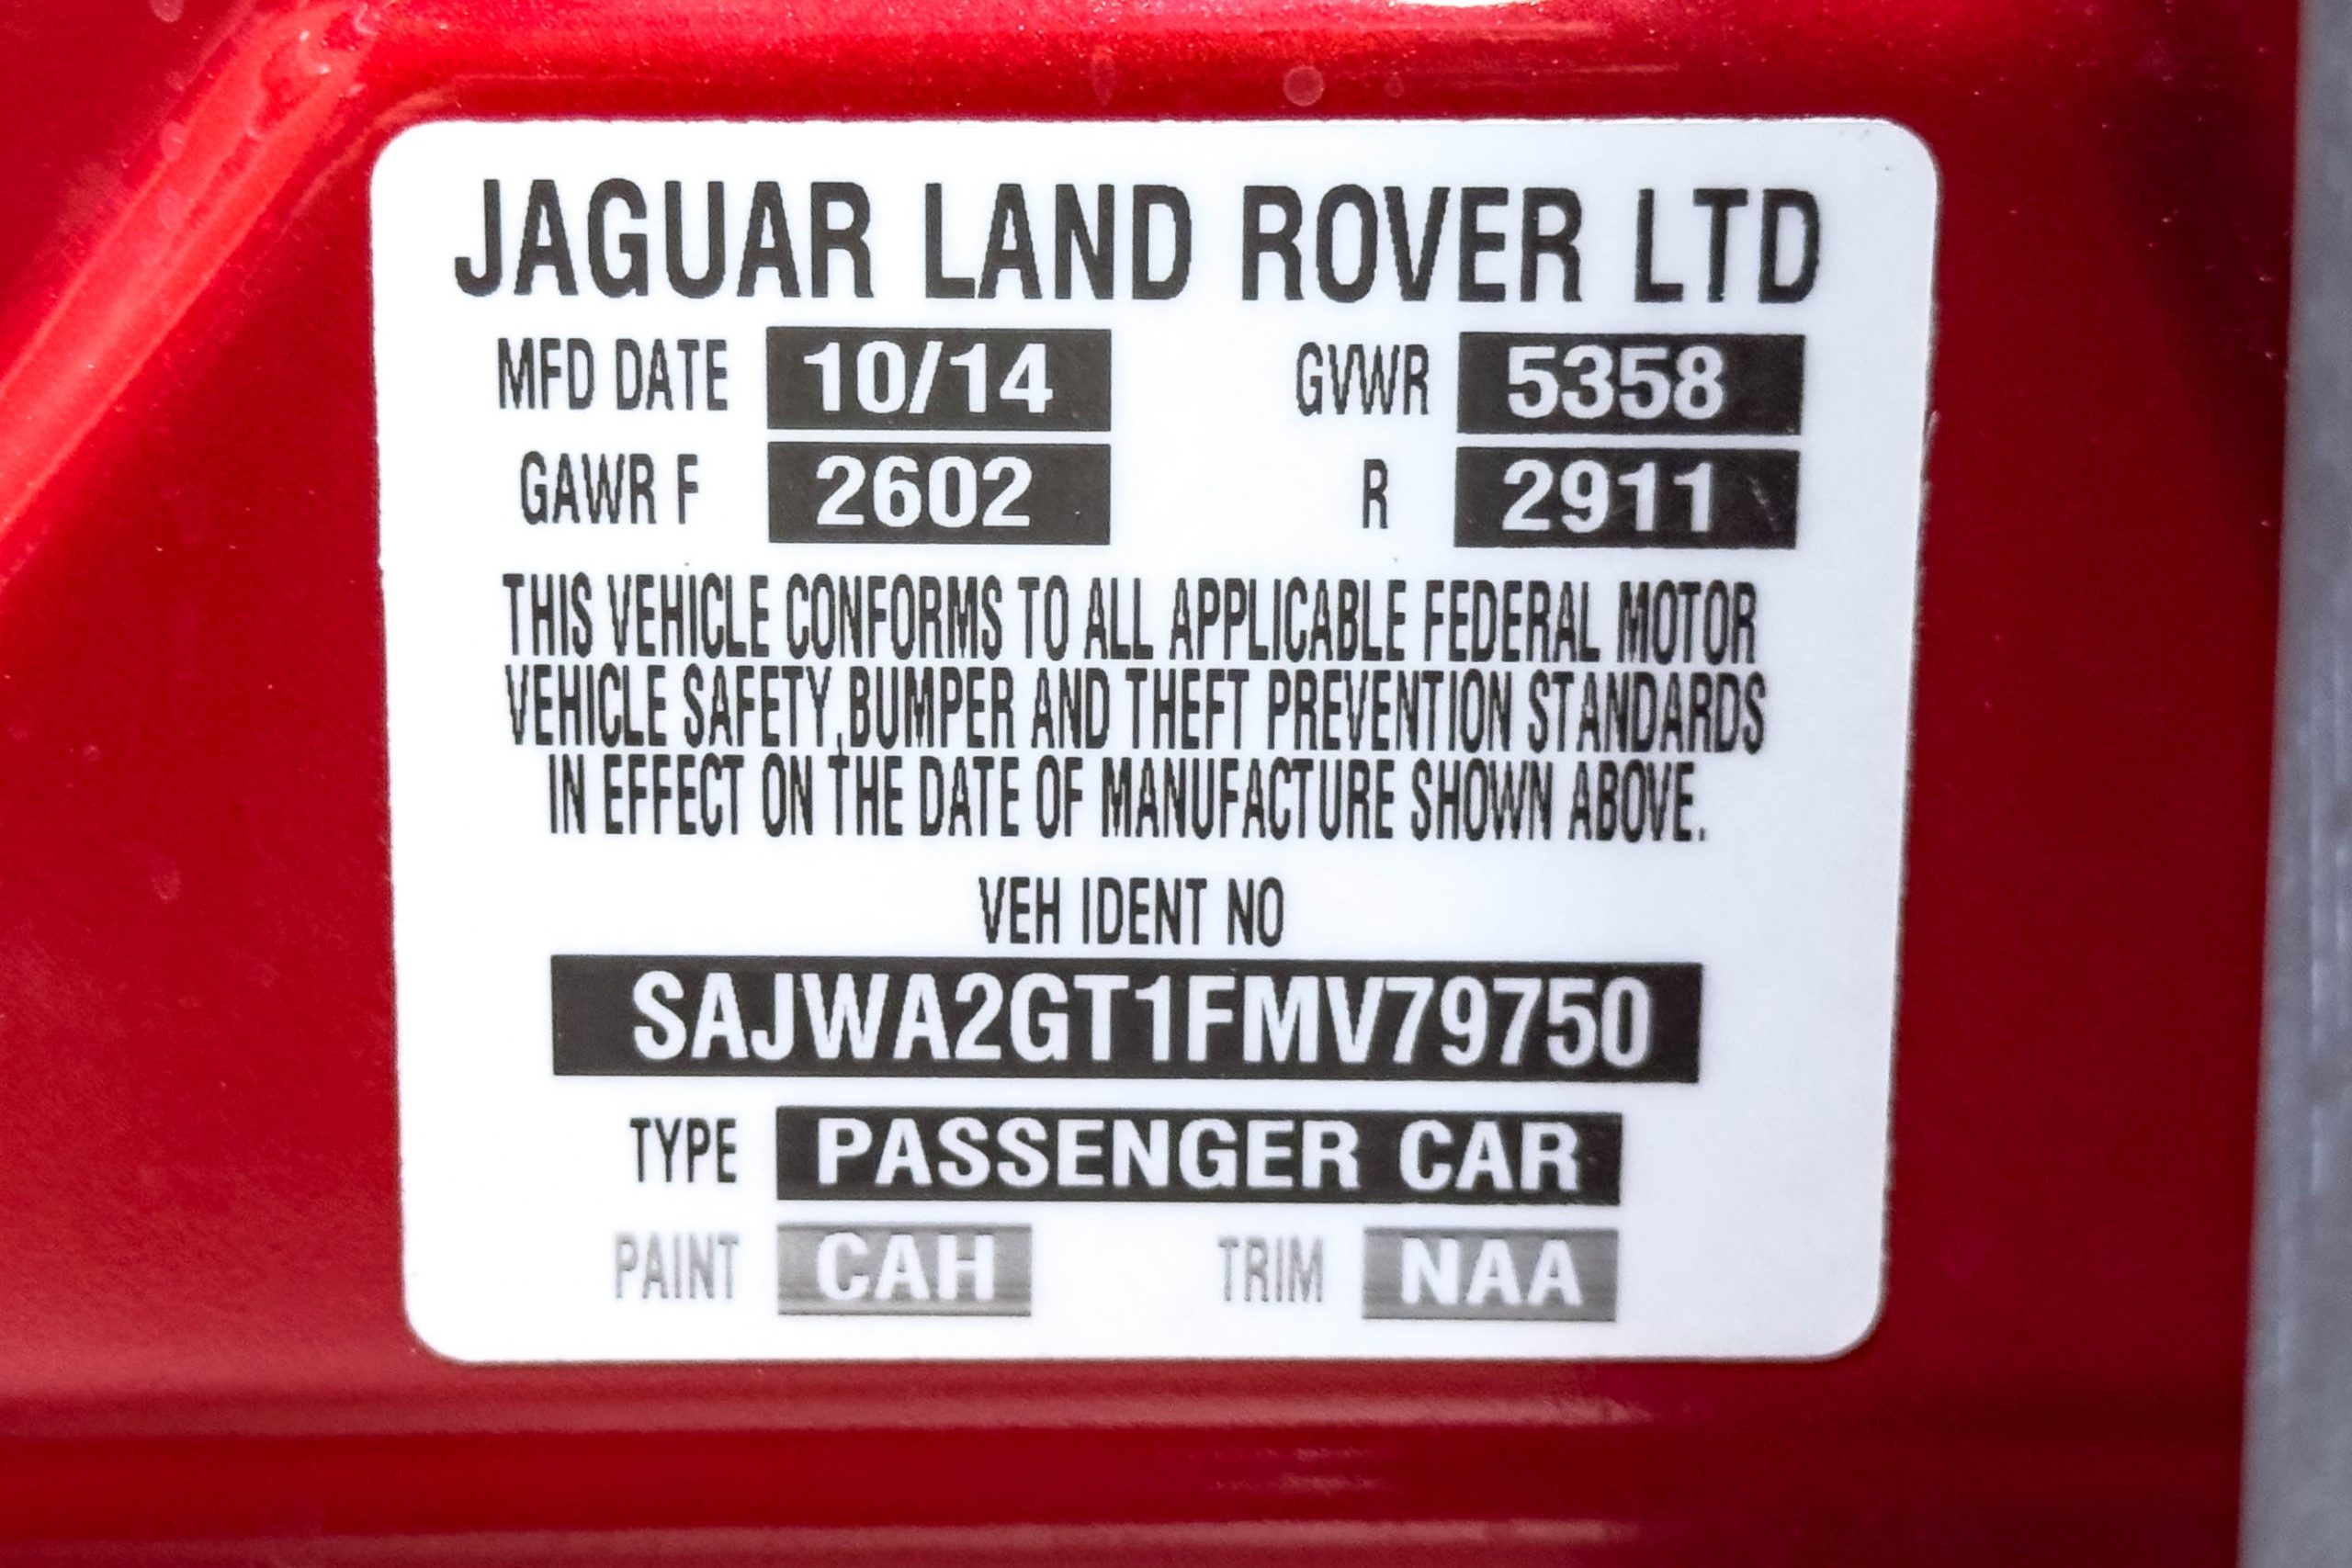 JAGUAR LAND ROVER LTD
MFD DATE 10/14 GVWR 5358
GAWR F 2602 R 2911
THIS VEHICLE CONFORMS TO ALL APPLICABLE FEDERAL MOTOR
VEHICLE SAFETY,BUMPER AND THEFT PREVENTION STANDARDS
IN EFFECT ON THE DATE OF MANUFACTURE SHOWN ABOVE.
VEH IDENT NO
SAJWA2GT1FMV79750
TYPE PASSENGER CAR
PAINT CAH TRIM NAA